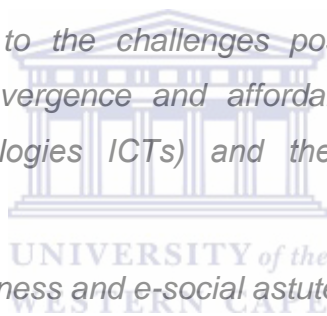 to the challenges po
vergence and afforda
logies ICTs) and the
UNIVERSITY of the
ness and e-social astute
WESTERN CAPE